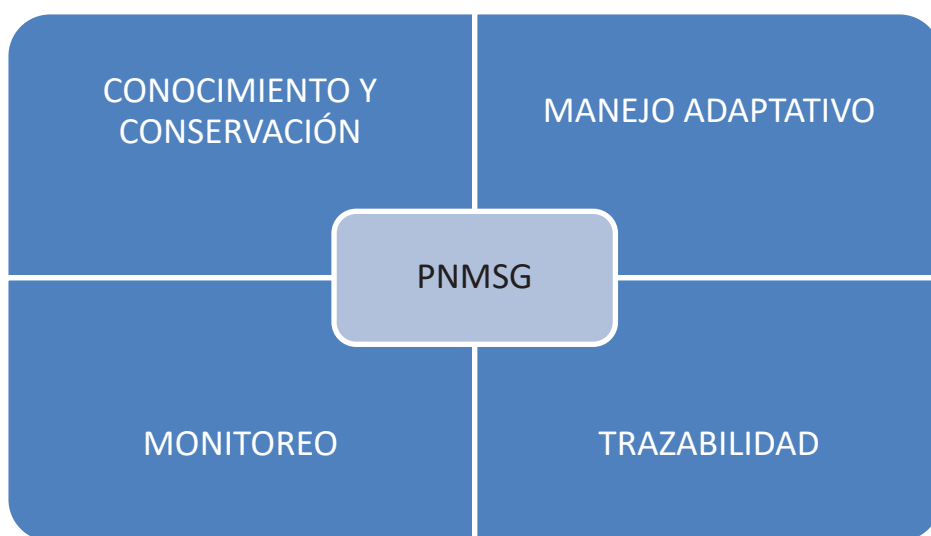 CONOCIMIENTO Y
CONSERVACIÓN
MANEJO ADAPTATIVO
PNMSG
MONITOREO
TRAZABILIDAD